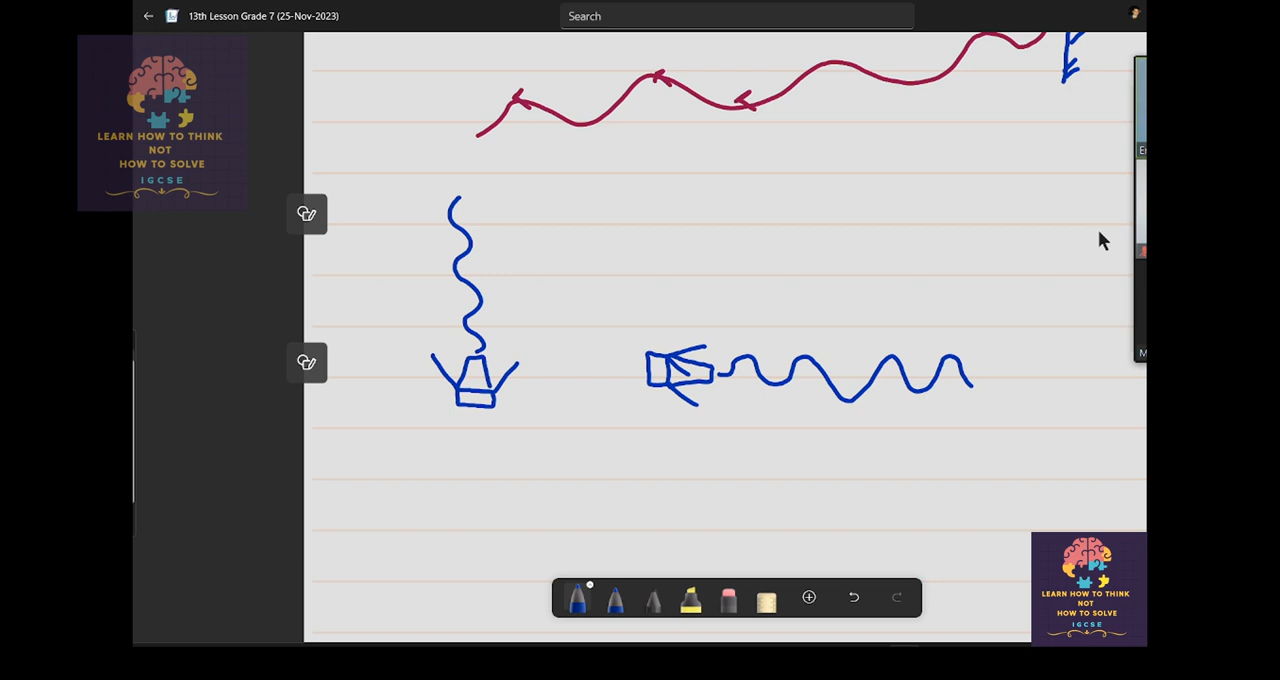 13th Lesson Grade 7 (25-Nov-2023)
Search
LEARN HOW TO THINK
NOT
HOW TO SOLVE
IGCSE
LEARN HOW TO THINK
NOT
HOW TO SOLVE
IGCSE